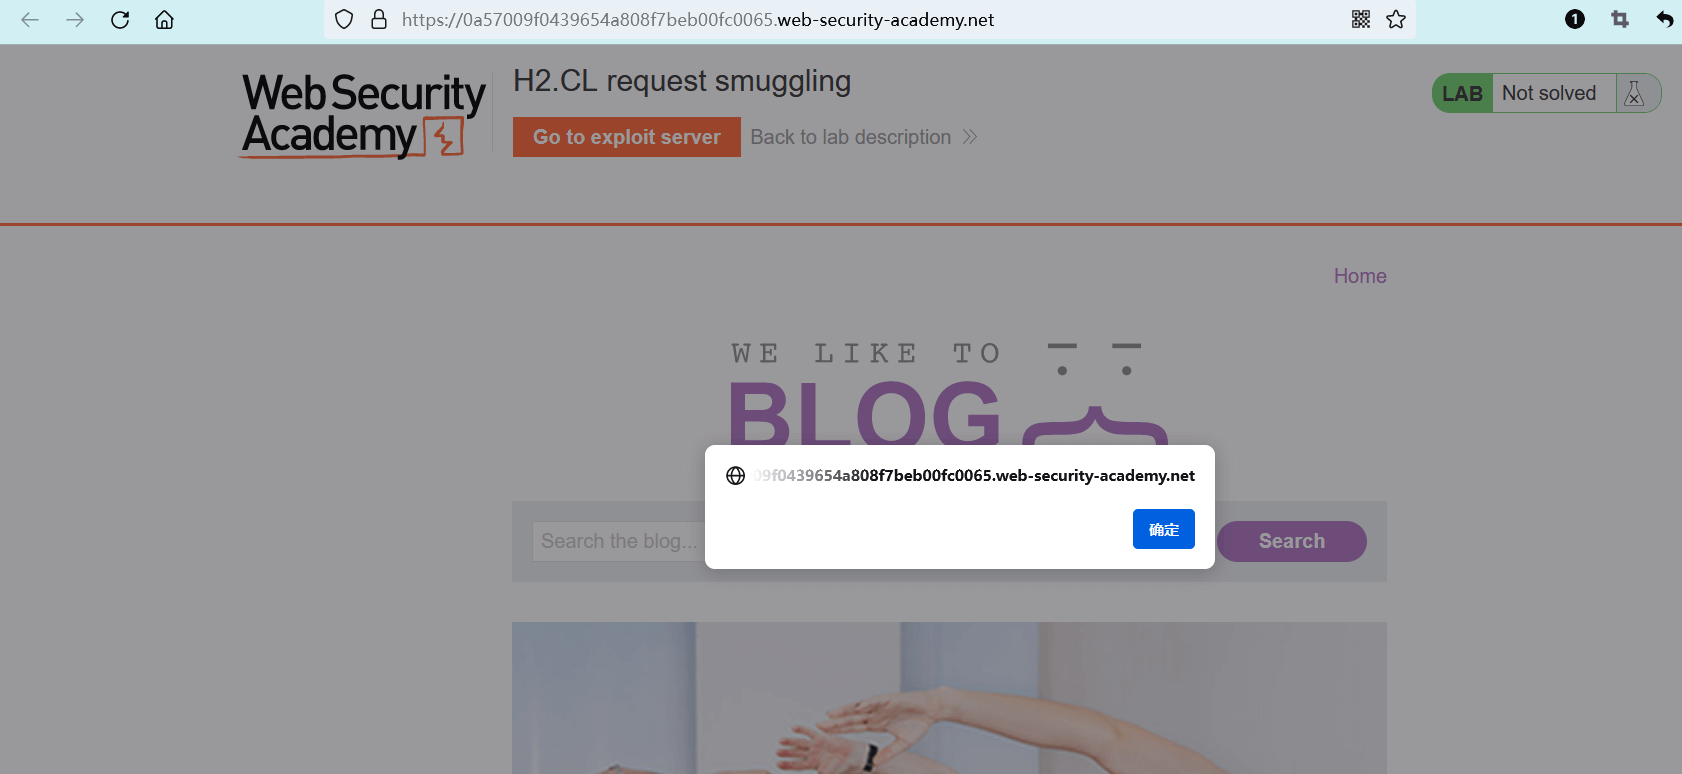 https://0a57009f0439654a808f7beb00fc0065.web-security-academy.net
1
Web Security
Academy
H2.CL request smuggling
Go to exploit server
Back to lab description
LAB Not solved
Home
WE LIKE TO
BLOG
09f0439654a808f7beb00fc0065.web-security-academy.net
确定
Search the blog...
Search